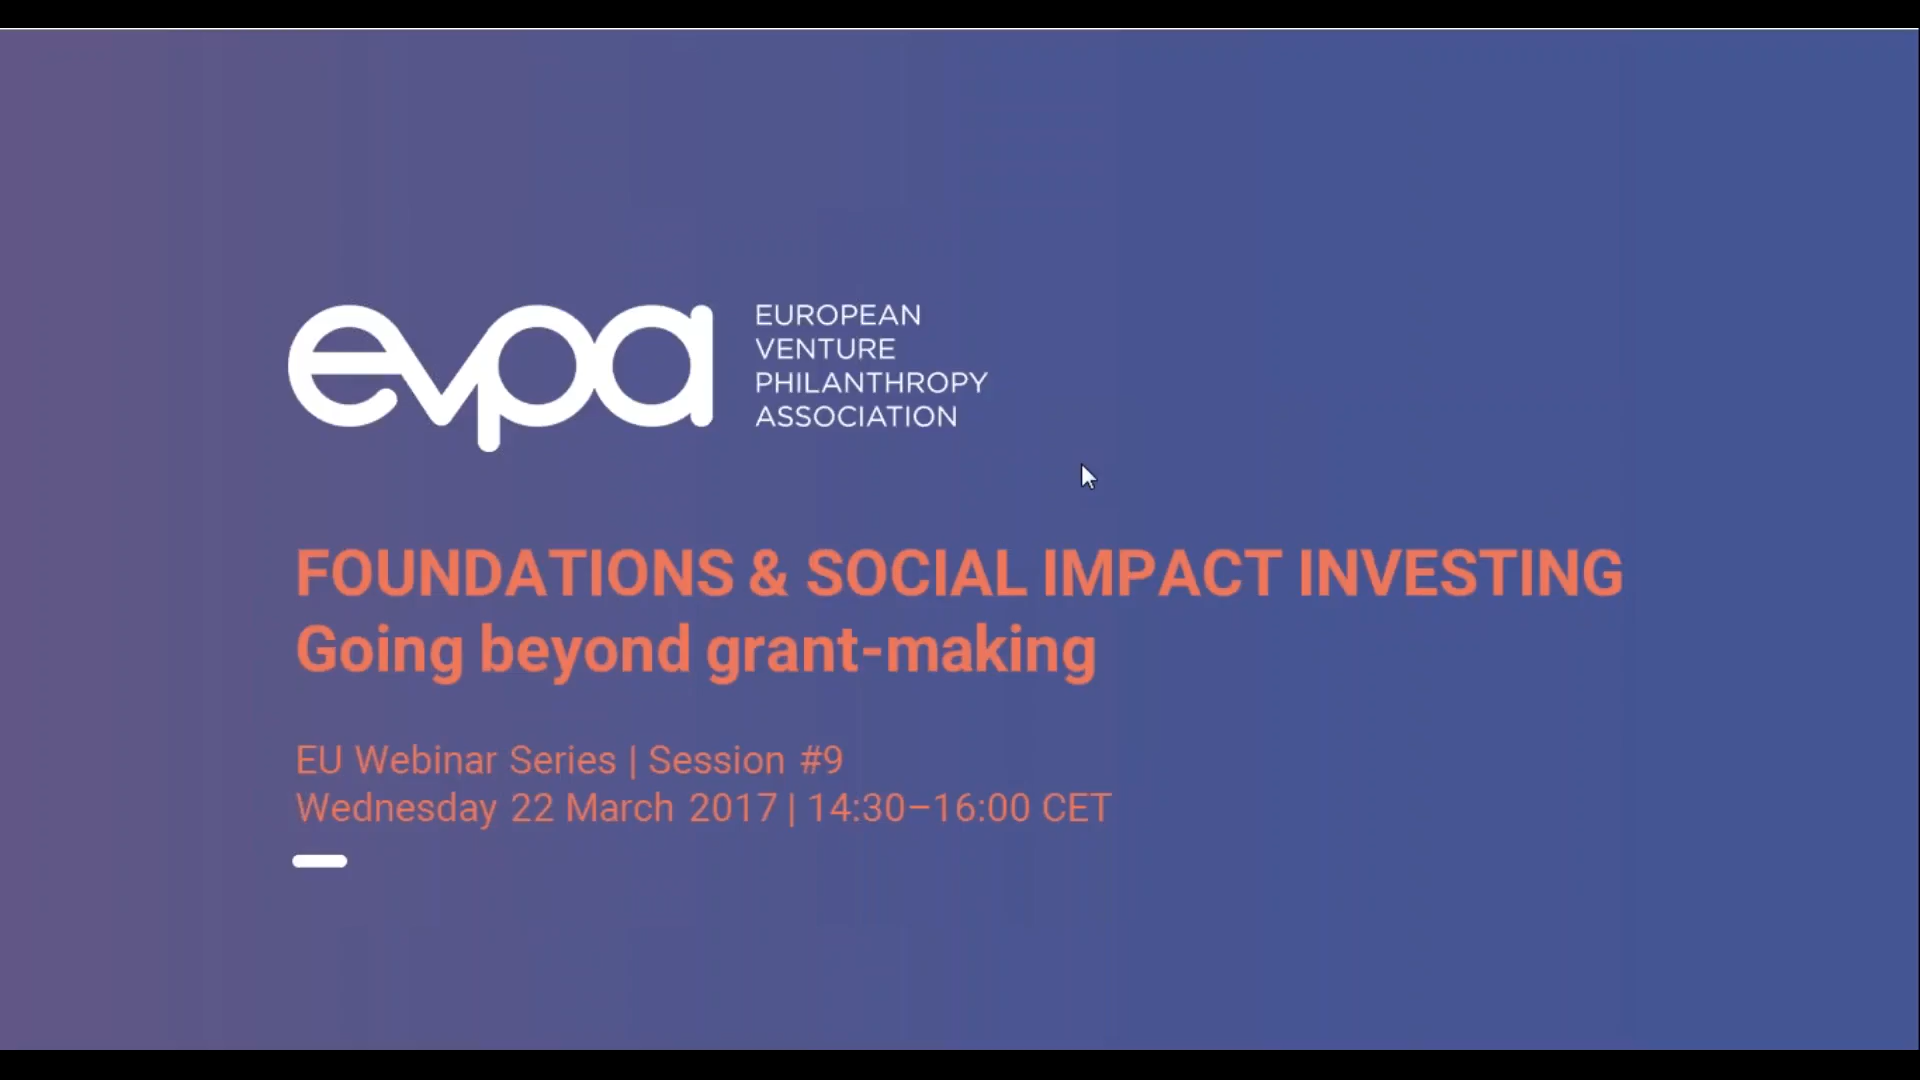 evpa
EUROPEAN
VENTURE
PHILANTHROPY
ASSOCIATION
FOUNDATIONS & SOCIAL IMPACT INVESTING
Going beyond grant-making
EU Webinar Series | Session #9
Wednesday 22 March 2017 | 14:30–16:00 CET